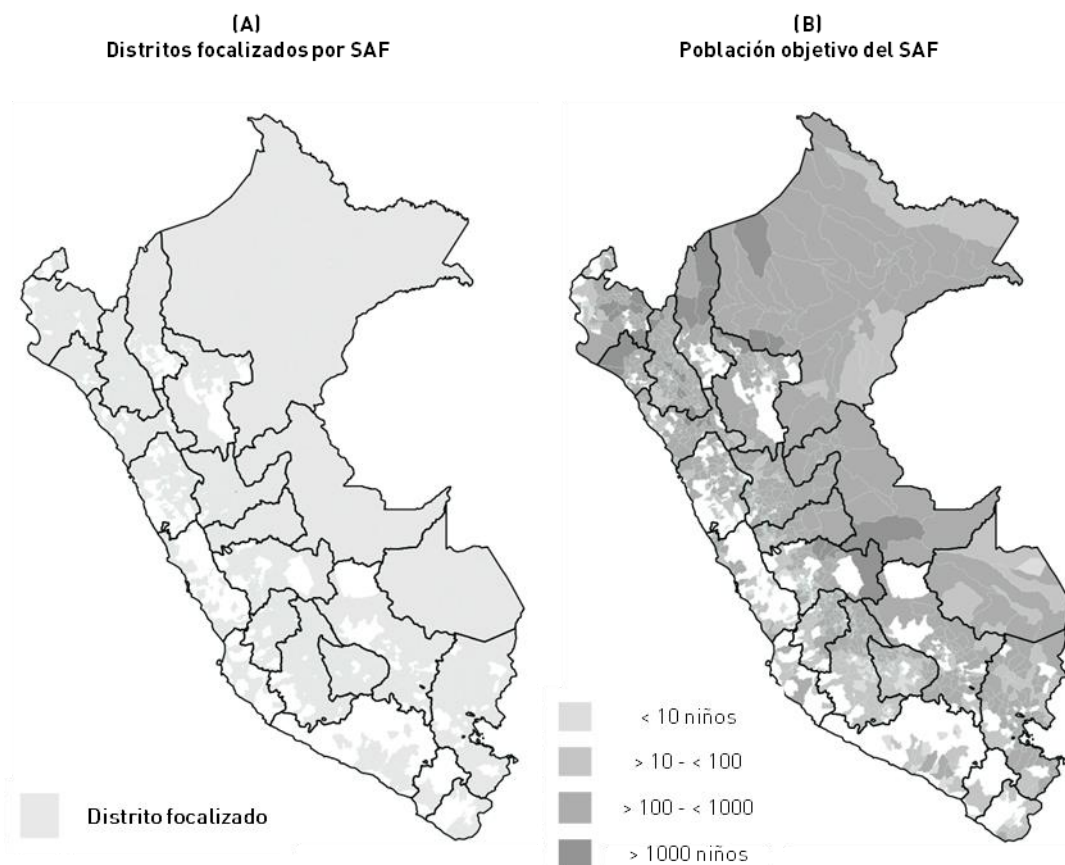 (A)
Distritos focalizados por SAF
(B)
Población objetivo del SAF
Distrito focalizado
< 10 niños
> 10 - < 100
> 100 - < 1000
> 1000 niños